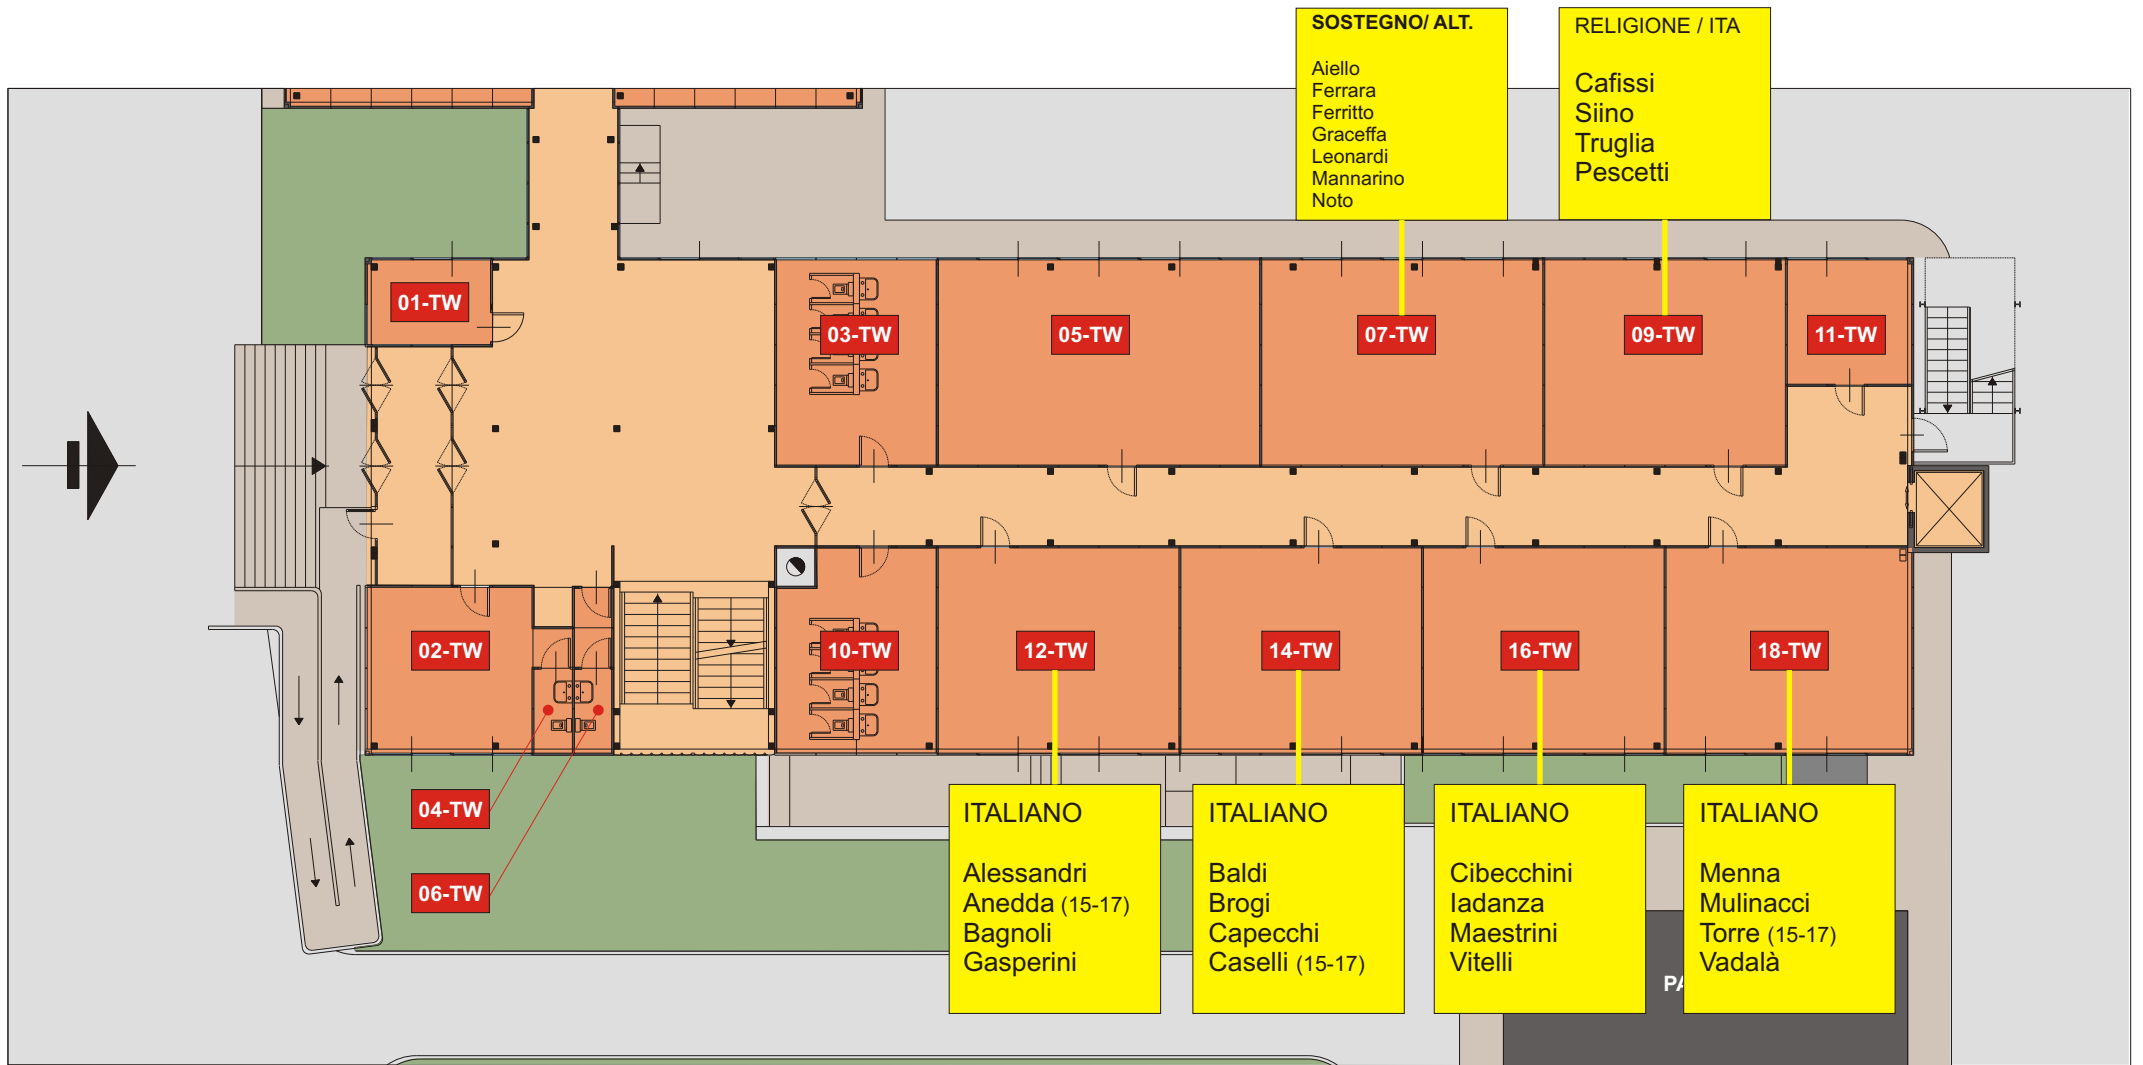 SOSTEGNO/ ALT.
Aiello
Ferrara
Ferritto
Graceffa
Leonardi
Mannarino
Noto
RELIGIONE / ITA
Cafissi
Siino
Truglia
Pescetti
01-TW
03-TW
05-TW
07-TW
09-TW
11-TW
02-TW
10-TW
12-TW
14-TW
16-TW
18-TW
04-TW
06-TW
ITALIANO
Alessandri
Anedda (15-17)
Bagnoli
Gasperini
ITALIANO
Baldi
Brogi
Capecchi
Caselli (15-17)
ITALIANO
Cibecchini
Iadanza
Maestrini
Vitelli
ITALIANO
Menna
Mulinacci
Torre (15-17)
Vadalà